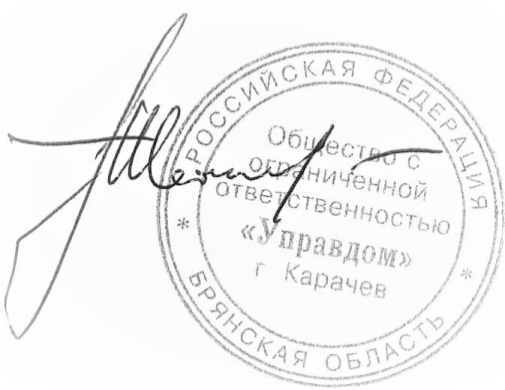 РОССИЙСКАЯ ФЕДЕРАЦИЯ
Общество с
ограниченной
ответственностью
«Управдом»
г Карачев
* БРЯНСКАЯ ОБЛАСТЬ *